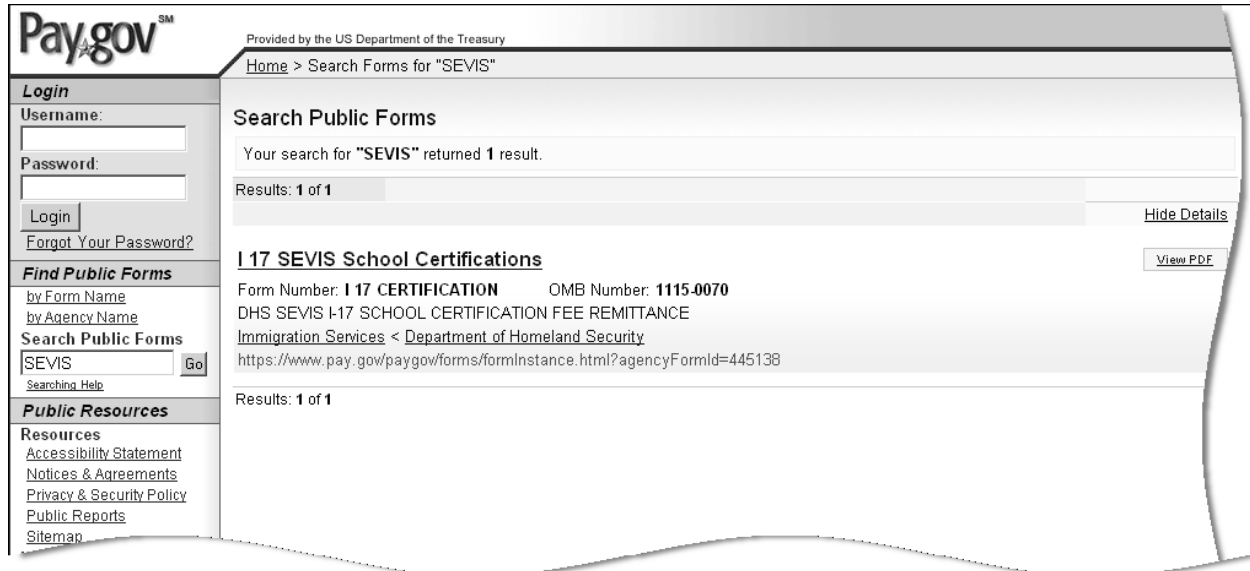 Pay.gov SM
Provided by the US Department of the Treasury
Home > Search Forms for "SEVIS"
Login
Username:
Password:
Login
Forgot Your Password?
Find Public Forms
by Form Name
by Agency Name
Search Public Forms
SEVIS Go
Searching Help
Public Resources
Resources
Accessibility Statement
Notices & Agreements
Privacy & Security Policy
Public Reports
Sitemap
Search Public Forms
Your search for "SEVIS" returned 1 result.
Results: 1 of 1
Hide Details
I 17 SEVIS School Certifications
View PDF
Form Number: I 17 CERTIFICATION OMB Number: 1115-0070
DHS SEVIS I-17 SCHOOL CERTIFICATION FEE REMITTANCE
Immigration Services < Department of Homeland Security
https://www.pay.gov/paygov/forms/formInstance.html?agencyFormId=445138
Results: 1 of 1